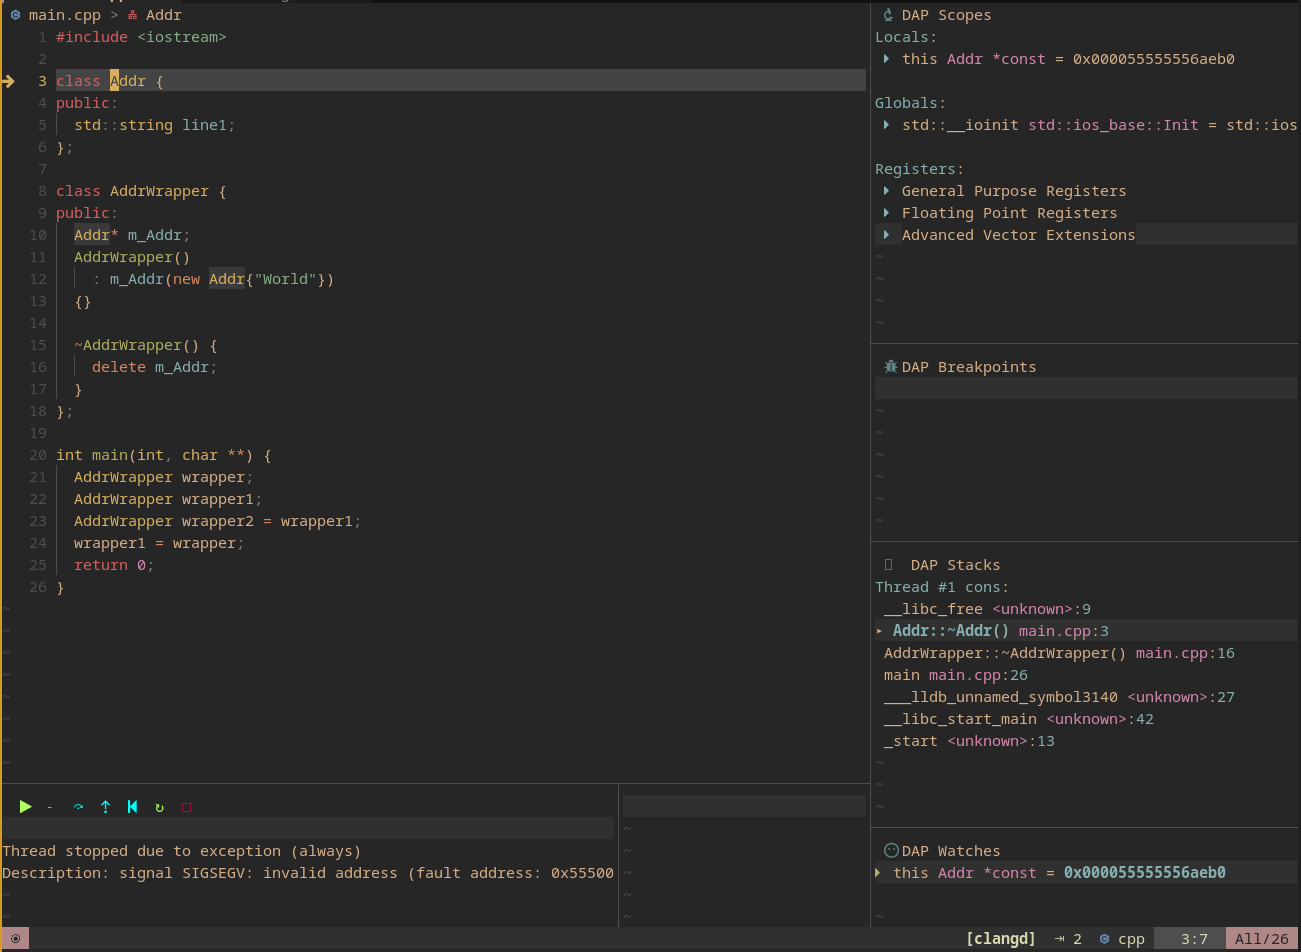 main.cpp > Addr
1 #include <iostream>
2
3 class Addr {
4 public:
5 std::string line1;
6 };
7
8 class AddrWrapper {
9 public:
10 Addr* m_Addr;
11 AddrWrapper()
12 : m_Addr(new Addr{"World"})
13 {}
14
15 ~AddrWrapper() {
16 delete m_Addr;
17 }
18 };
19
20 int main(int, char **) {
21 AddrWrapper wrapper;
22 AddrWrapper wrapper1;
23 AddrWrapper wrapper2 = wrapper1;
24 wrapper1 = wrapper;
25 return 0;
26 }
Thread stopped due to exception (always)
Description: signal SIGSEGV: invalid address (fault address: 0x55500
DAP Scopes
Locals:
this Addr *const = 0x000055555556aeb0
Globals:
std::__ioinit std::ios_base::Init = std::ios
Registers:
General Purpose Registers
Floating Point Registers
Advanced Vector Extensions
DAP Breakpoints
DAP Stacks
Thread #1 cons:
__libc_free <unknown>:9
Addr::~Addr() main.cpp:3
AddrWrapper::~AddrWrapper() main.cpp:16
main main.cpp:26
___lldb_unnamed_symbol3140 <unknown>:27
__libc_start_main <unknown>:42
_start <unknown>:13
DAP Watches
this Addr *const = 0x000055555556aeb0
[clangd] ⇥ 2 cpp 3:7 All/26